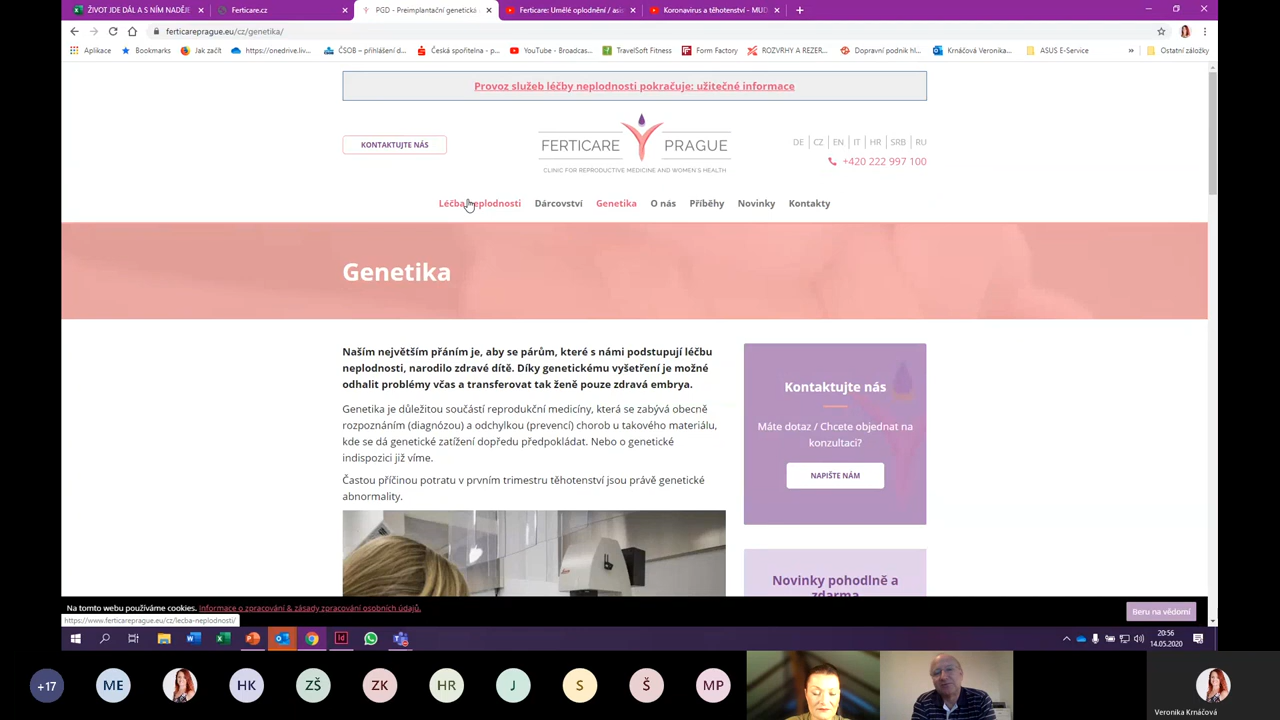 ŽIVOT JDE DÁL A S NÍM NADĚJE
Ferticare.cz
PGD - Preimplantační genetická
Ferticare: Umělé oplodnění / asis
Koronavirus a těhotenství - MUD
ferticareprague.eu/cz/genetika/
Aplikace
Bookmarks
Jak začít
https://onedrive.liv...
ČSOB – přihlášení d...
Česká spořitelna - p...
YouTube - Broadcas...
TravelSoft Fitness
Form Factory
ROZVRHY A REZER...
Dopravní podnik hl...
Krnáčová Veronika...
ASUS E-Service
»
Ostatní záložky
Provoz služeb léčby neplodnosti pokračuje: užitečné informace
KONTAKTUJTE NÁS
FERTICARE PRAGUE
CLINIC FOR REPRODUCTIVE MEDICINE AND WOMEN'S HEALTH
DE | CZ | EN | IT | HR | SRB | RU
+420 222 997 100
Léčba neplodnosti Dárcovství Genetika O nás Příběhy Novinky Kontakty
Genetika
Naším největším přáním je, aby se párům, které s námi podstupují léčbu
neplodnosti, narodilo zdravé dítě. Díky genetickému vyšetření je možné
odhalit problémy včas a transferovat tak ženě pouze zdravá embrya.
Genetika je důležitou součástí reprodukční medicíny, která se zabývá obecně
rozpoznáním (diagnózou) a odchylkou (prevencí) chorob u takového materiálu,
kde se dá genetické zatížení dopředu předpokládat. Nebo o genetické
indispozici již víme.
Častou příčinou potratu v prvním trimestru těhotenství jsou právě genetické
abnormality.
Kontaktujte nás
Máte dotaz / Chcete objednat na
konzultaci?
NAPIŠTE NÁM
Novinky pohodlně a
zdarma
Na tomto webu používáme cookies. Informace o zpracování & zásady zpracování osobních údajů.
Beru na vědomí
https://www.ferticareprague.eu/cz/lecba-neplodnosti/
20:56
14.05.2020
+17
ME
HK
ZŠ
ZK
HR
J
S
Š
MP
Veronika Krnáčová